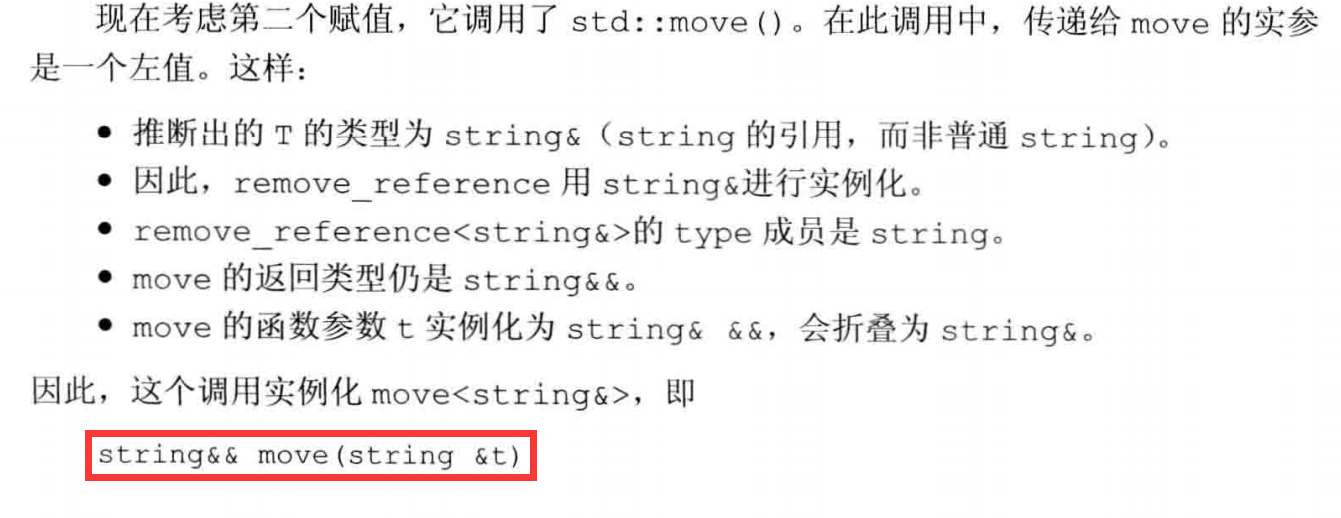 现在考虑第二个赋值，它调用了 std::move()。在此调用中，传递给 move 的实参
是一个左值。这样：
● 推断出的 T 的类型为 string&（string 的引用，而非普通 string）。
● 因此，remove_reference 用 string&进行实例化。
● remove_reference<string&>的 type 成员是 string。
● move 的返回类型仍是 string&&。
● move 的函数参数 t 实例化为 string& &&，会折叠为 string&。
因此，这个调用实例化 move<string&>，即
string&& move(string &t)